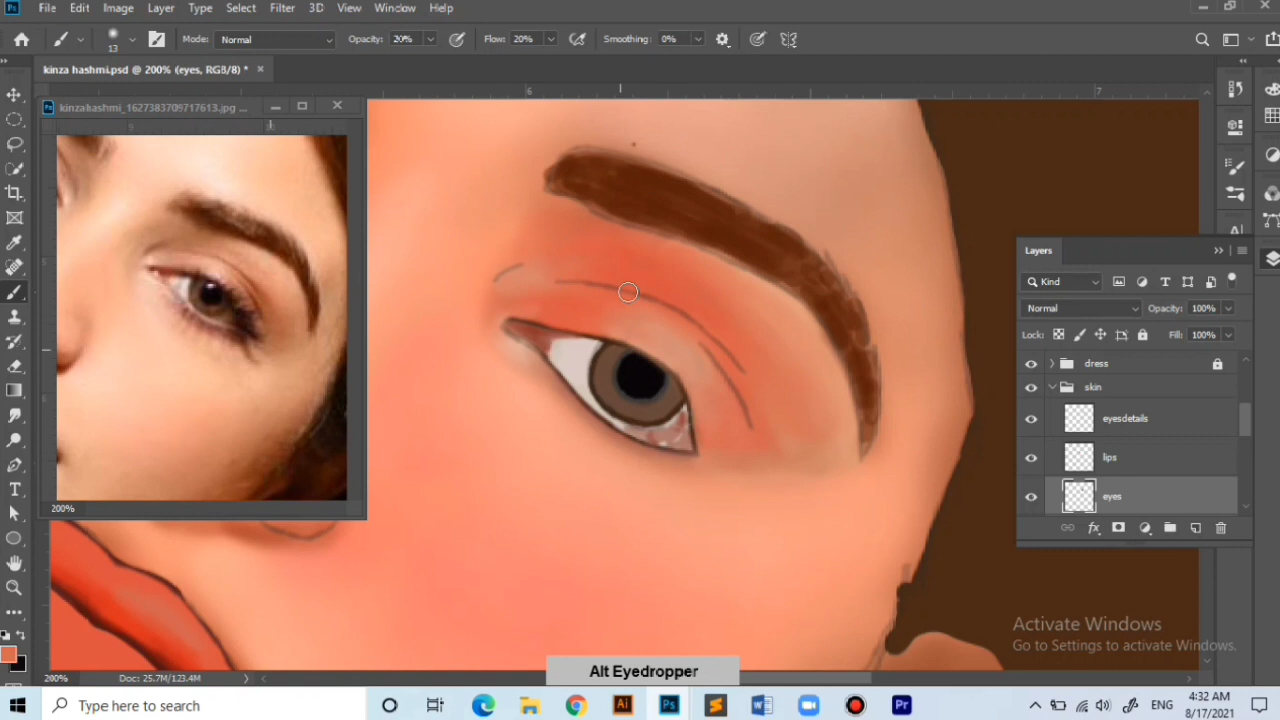 File Edit Image Layer Type Select Filter 3D View Window Help
13 Mode: Normal Opacity: 20% Flow: 20% Smoothing: 0%
kinza hashmi.psd @ 200% (eyes, RGB/8) *
kinzahashmi_1627383709717613.jpg ...
6 7
200%
Layers
Kind
Normal Opacity: 100%
Lock: Fill: 100%
dress
skin
eyesdetails
lips
eyes
Activate Windows
Go to Settings to activate Windows.
Alt Eyedropper
200% Doc: 25.7M/123.4M
Type here to search
ENG 4:32 AM
8/17/2021